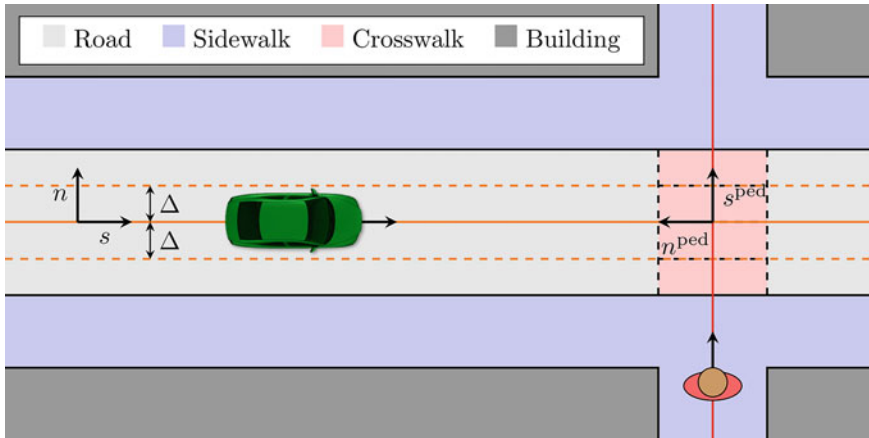 Road Sidewalk Crosswalk Building
n
Δ
s
Δ
s^ped
n^ped